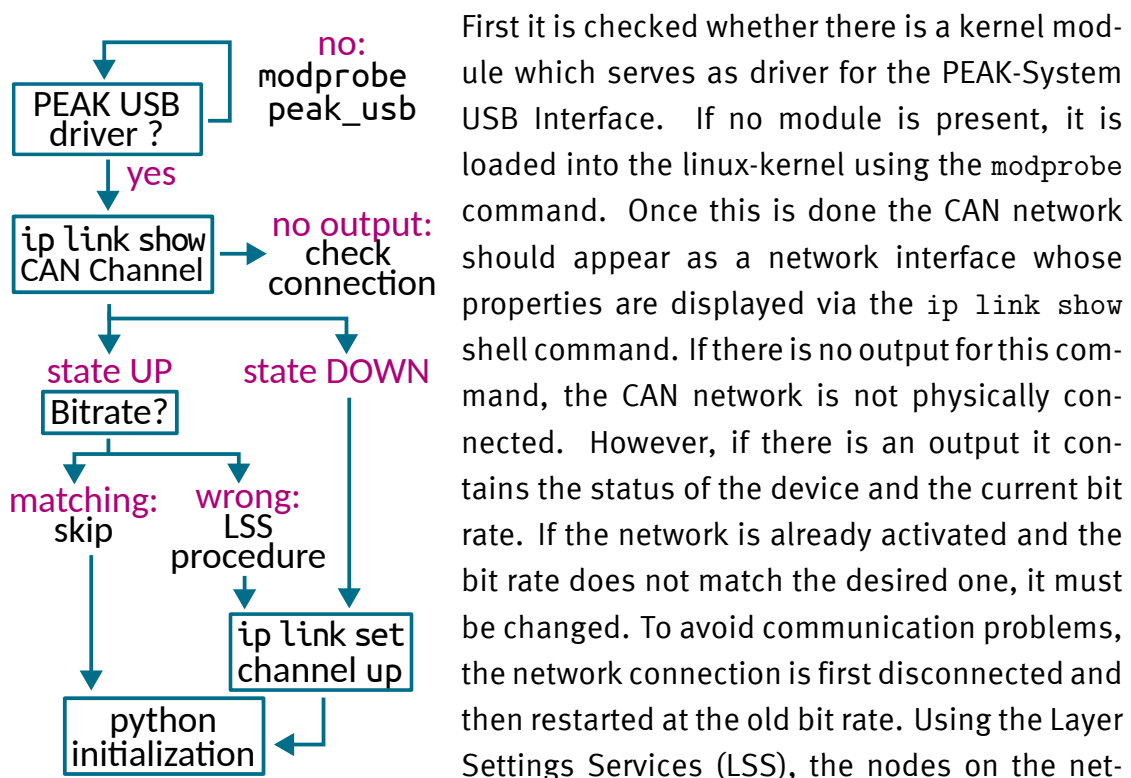 no:
modprobe
peak_usb
PEAK USB
driver ?
yes
ip link show
CAN Channel
no output:
check
connection
state UP
state DOWN
Bitrate?
matching:
skip
wrong:
LSS
procedure
ip link set
channel up
python
initialization
First it is checked whether there is a kernel mod-
ule which serves as driver for the PEAK-System
USB Interface. If no module is present, it is
loaded into the linux-kernel using the modprobe
command. Once this is done the CAN network
should appear as a network interface whose
properties are displayed via the ip link show
shell command. If there is no output for this com-
mand, the CAN network is not physically con-
nected. However, if there is an output it con-
tains the status of the device and the current bit
rate. If the network is already activated and the
bit rate does not match the desired one, it must
be changed. To avoid communication problems,
the network connection is first disconnected and
then restarted at the old bit rate. Using the Layer
Settings Services (LSS), the nodes on the net-